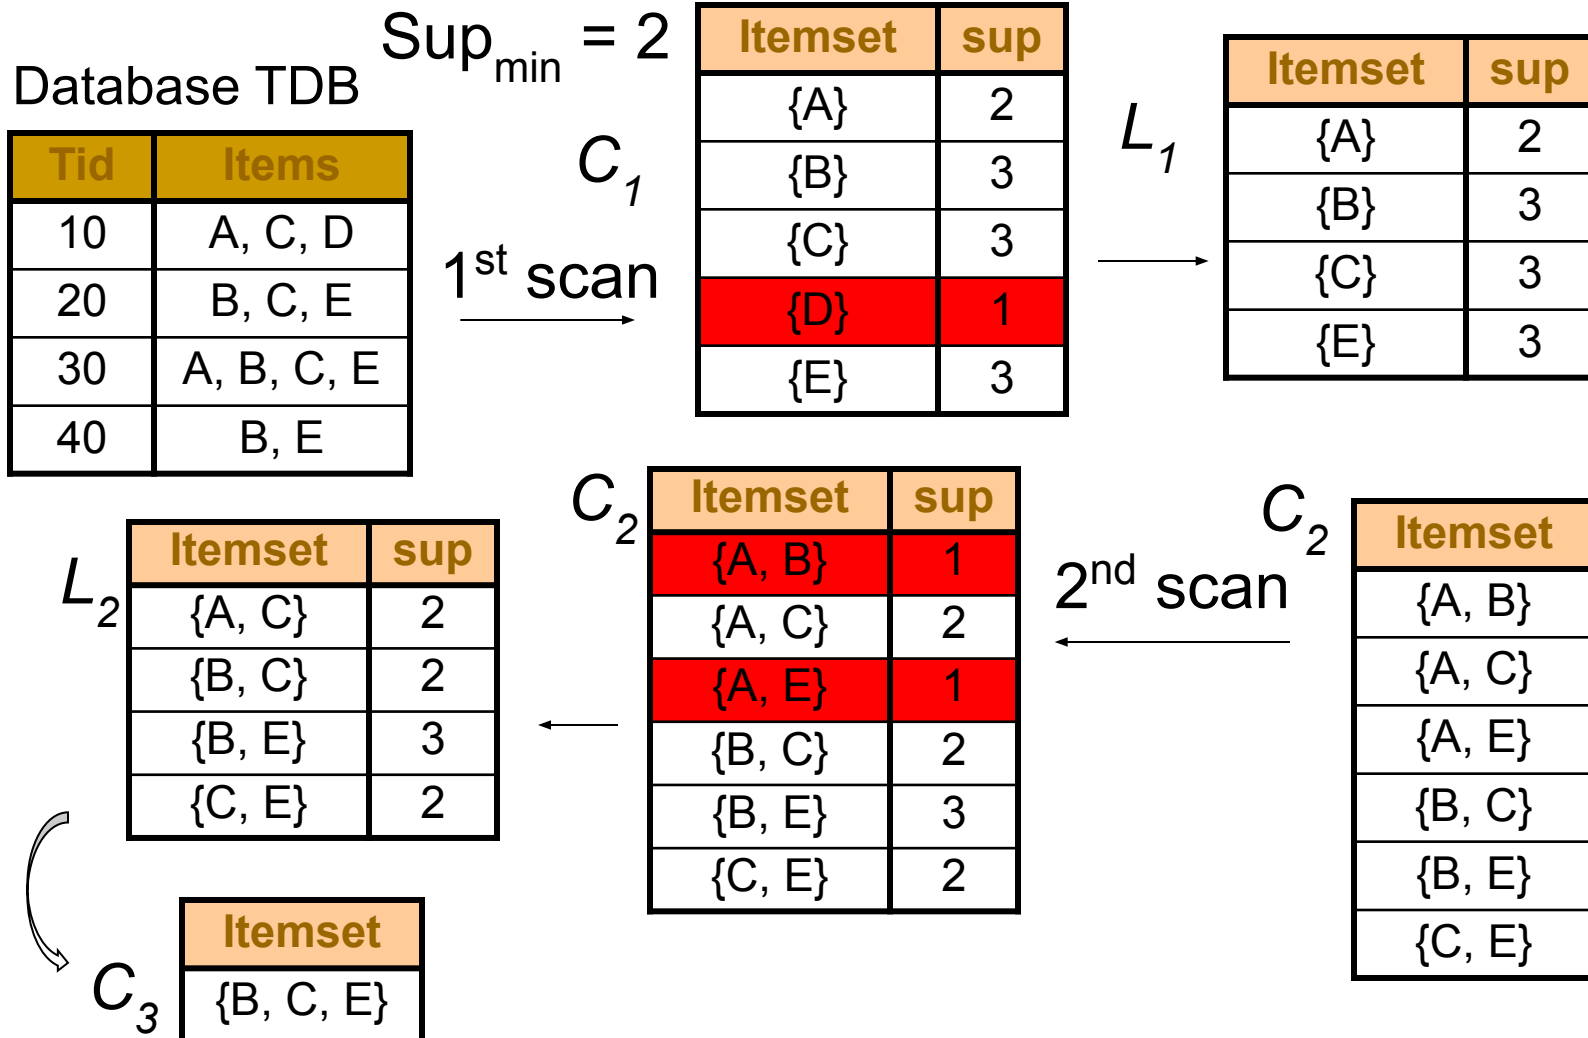 Sup_min = 2
Database TDB
Tid Items
10 A, C, D
20 B, C, E
30 A, B, C, E
40 B, E
1st scan
C1
Itemset sup
{A} 2
{B} 3
{C} 3
{D} 1
{E} 3
L1
Itemset sup
{A} 2
{B} 3
{C} 3
{E} 3
C2
Itemset
{A, B}
{A, C}
{A, E}
{B, C}
{B, E}
{C, E}
2nd scan
C2
Itemset sup
{A, B} 1
{A, C} 2
{A, E} 1
{B, C} 2
{B, E} 3
{C, E} 2
L2
Itemset sup
{A, C} 2
{B, C} 2
{B, E} 3
{C, E} 2
C3
Itemset
{B, C, E}